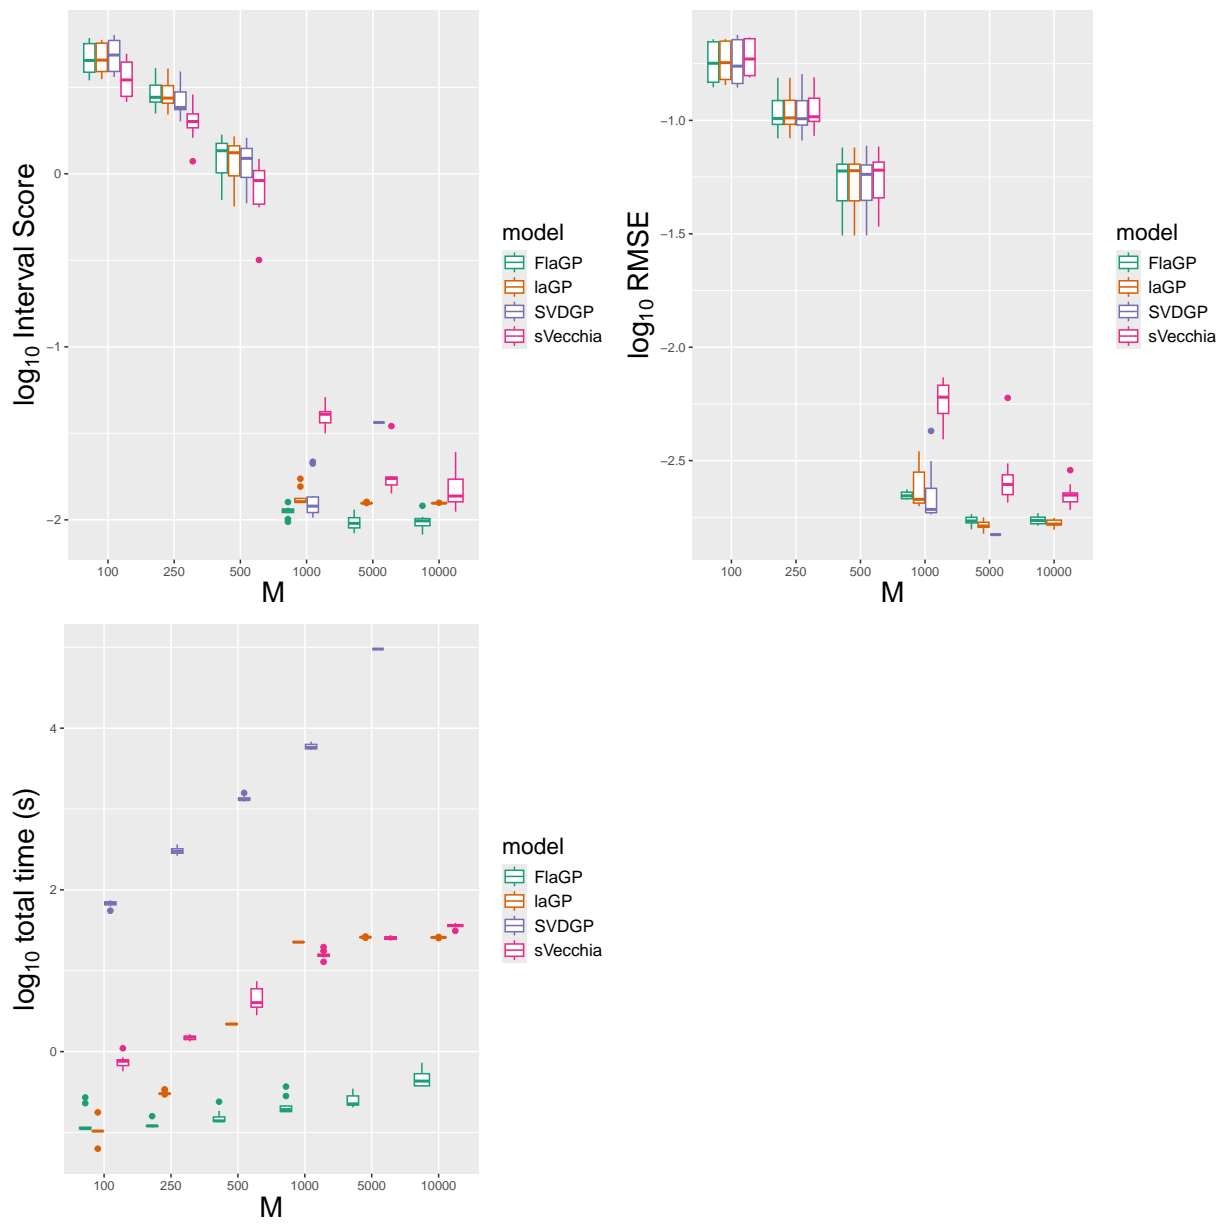 log10 Interval Score
0
−1
−2
100 250 500 1000 5000 10000
M
model
FlaGP
laGP
SVDGP
sVecchia
log10 RMSE
−1.0
−1.5
−2.0
−2.5
100 250 500 1000 5000 10000
M
model
FlaGP
laGP
SVDGP
sVecchia
log10 total time (s)
4
2
0
100 250 500 1000 5000 10000
M
model
FlaGP
laGP
SVDGP
sVecchia